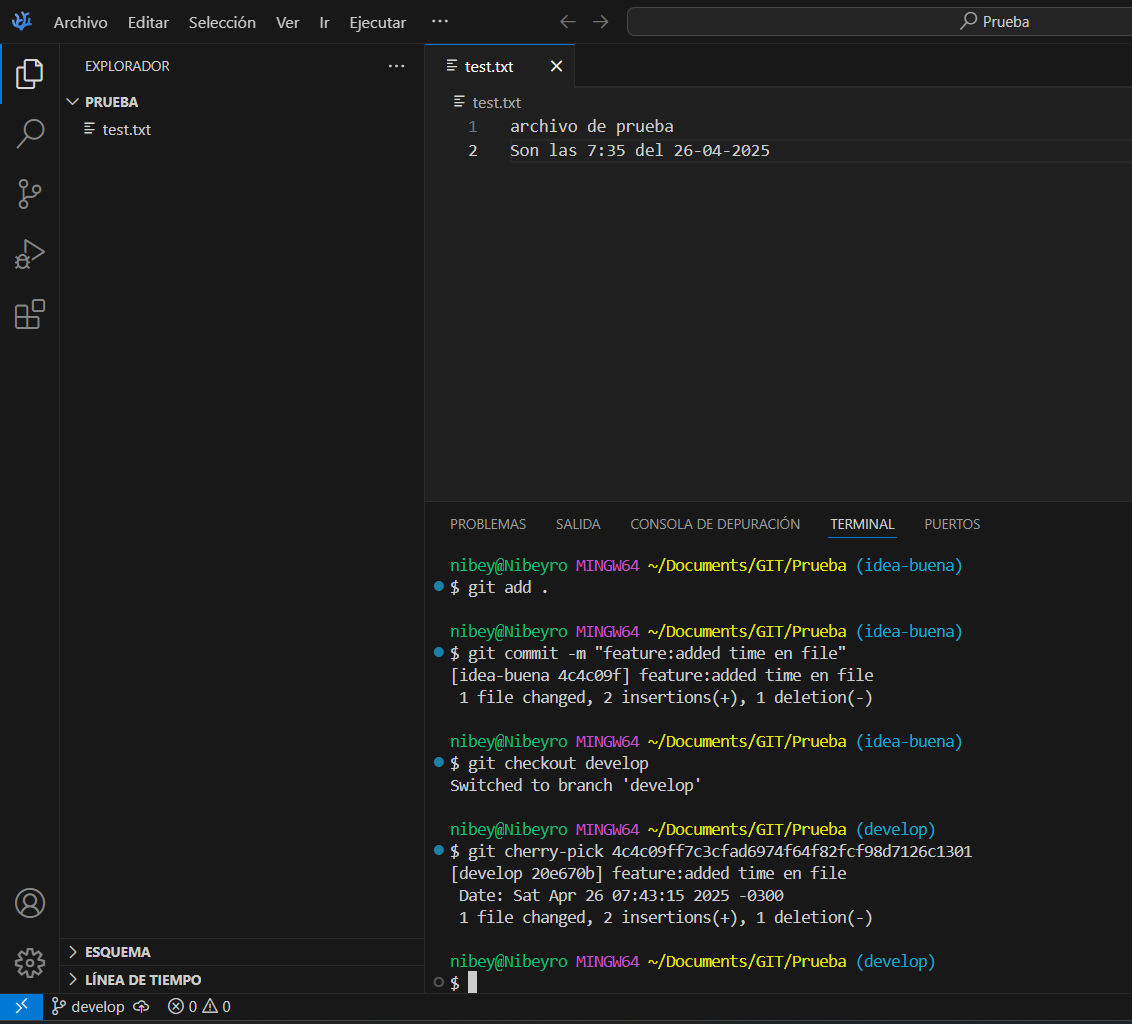 Archivo Editar Selección Ver Ir Ejecutar ··· Prueba
EXPLORADOR ···
PRUEBA
test.txt
test.txt
test.txt
1 archivo de prueba
2 Son las 7:35 del 26-04-2025
PROBLEMAS SALIDA CONSOLA DE DEPURACIÓN TERMINAL PUERTOS
nibey@Nibeyro MINGW64 ~/Documents/GIT/Prueba (idea-buena)
$ git add .
nibey@Nibeyro MINGW64 ~/Documents/GIT/Prueba (idea-buena)
$ git commit -m "feature:added time en file"
[idea-buena 4c4c09f] feature:added time en file
1 file changed, 2 insertions(+), 1 deletion(-)
nibey@Nibeyro MINGW64 ~/Documents/GIT/Prueba (idea-buena)
$ git checkout develop
Switched to branch 'develop'
nibey@Nibeyro MINGW64 ~/Documents/GIT/Prueba (develop)
$ git cherry-pick 4c4c09ff7c3cfad6974f64f82fcf98d7126c1301
[develop 20e670b] feature:added time en file
Date: Sat Apr 26 07:43:15 2025 -0300
1 file changed, 2 insertions(+), 1 deletion(-)
nibey@Nibeyro MINGW64 ~/Documents/GIT/Prueba (develop)
$
ESQUEMA
LÍNEA DE TIEMPO
develop 0 0